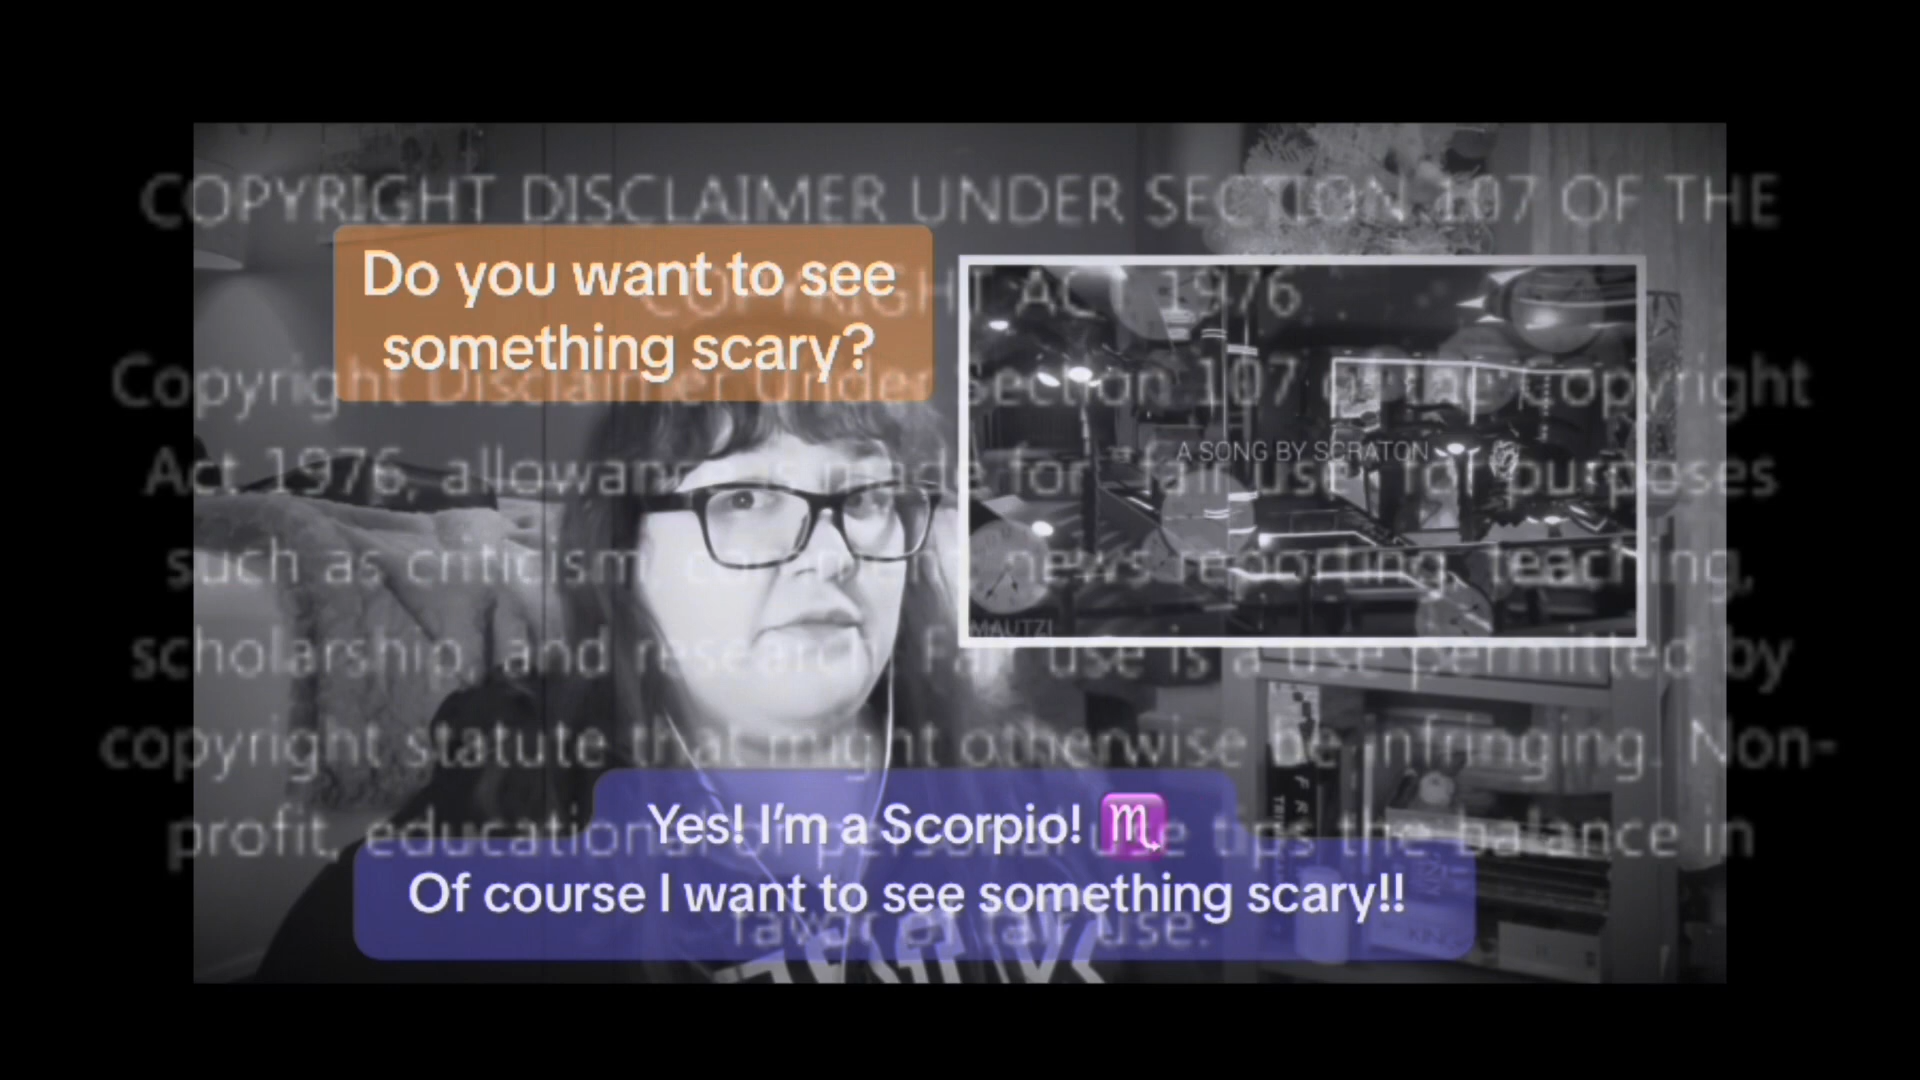 COPYRIGHT DISCLAIMER UNDER SECTION 107 OF THE
COPYRIGHT ACT 1976
Do you want to see
something scary?
Copyright Disclaimer Under Section 107 of the Copyright
Act 1976, allowance is made for "fair use" for purposes
such as criticism, comment, news reporting, teaching,
scholarship, and research. Fair use is a use permitted by
copyright statute that might otherwise be infringing. Non-
profit, educational or personal use tips the balance in
favor of fair use.
A SONG BY SCRATON
MAUTZI
Yes! I'm a Scorpio! ♏
Of course I want to see something scary!!